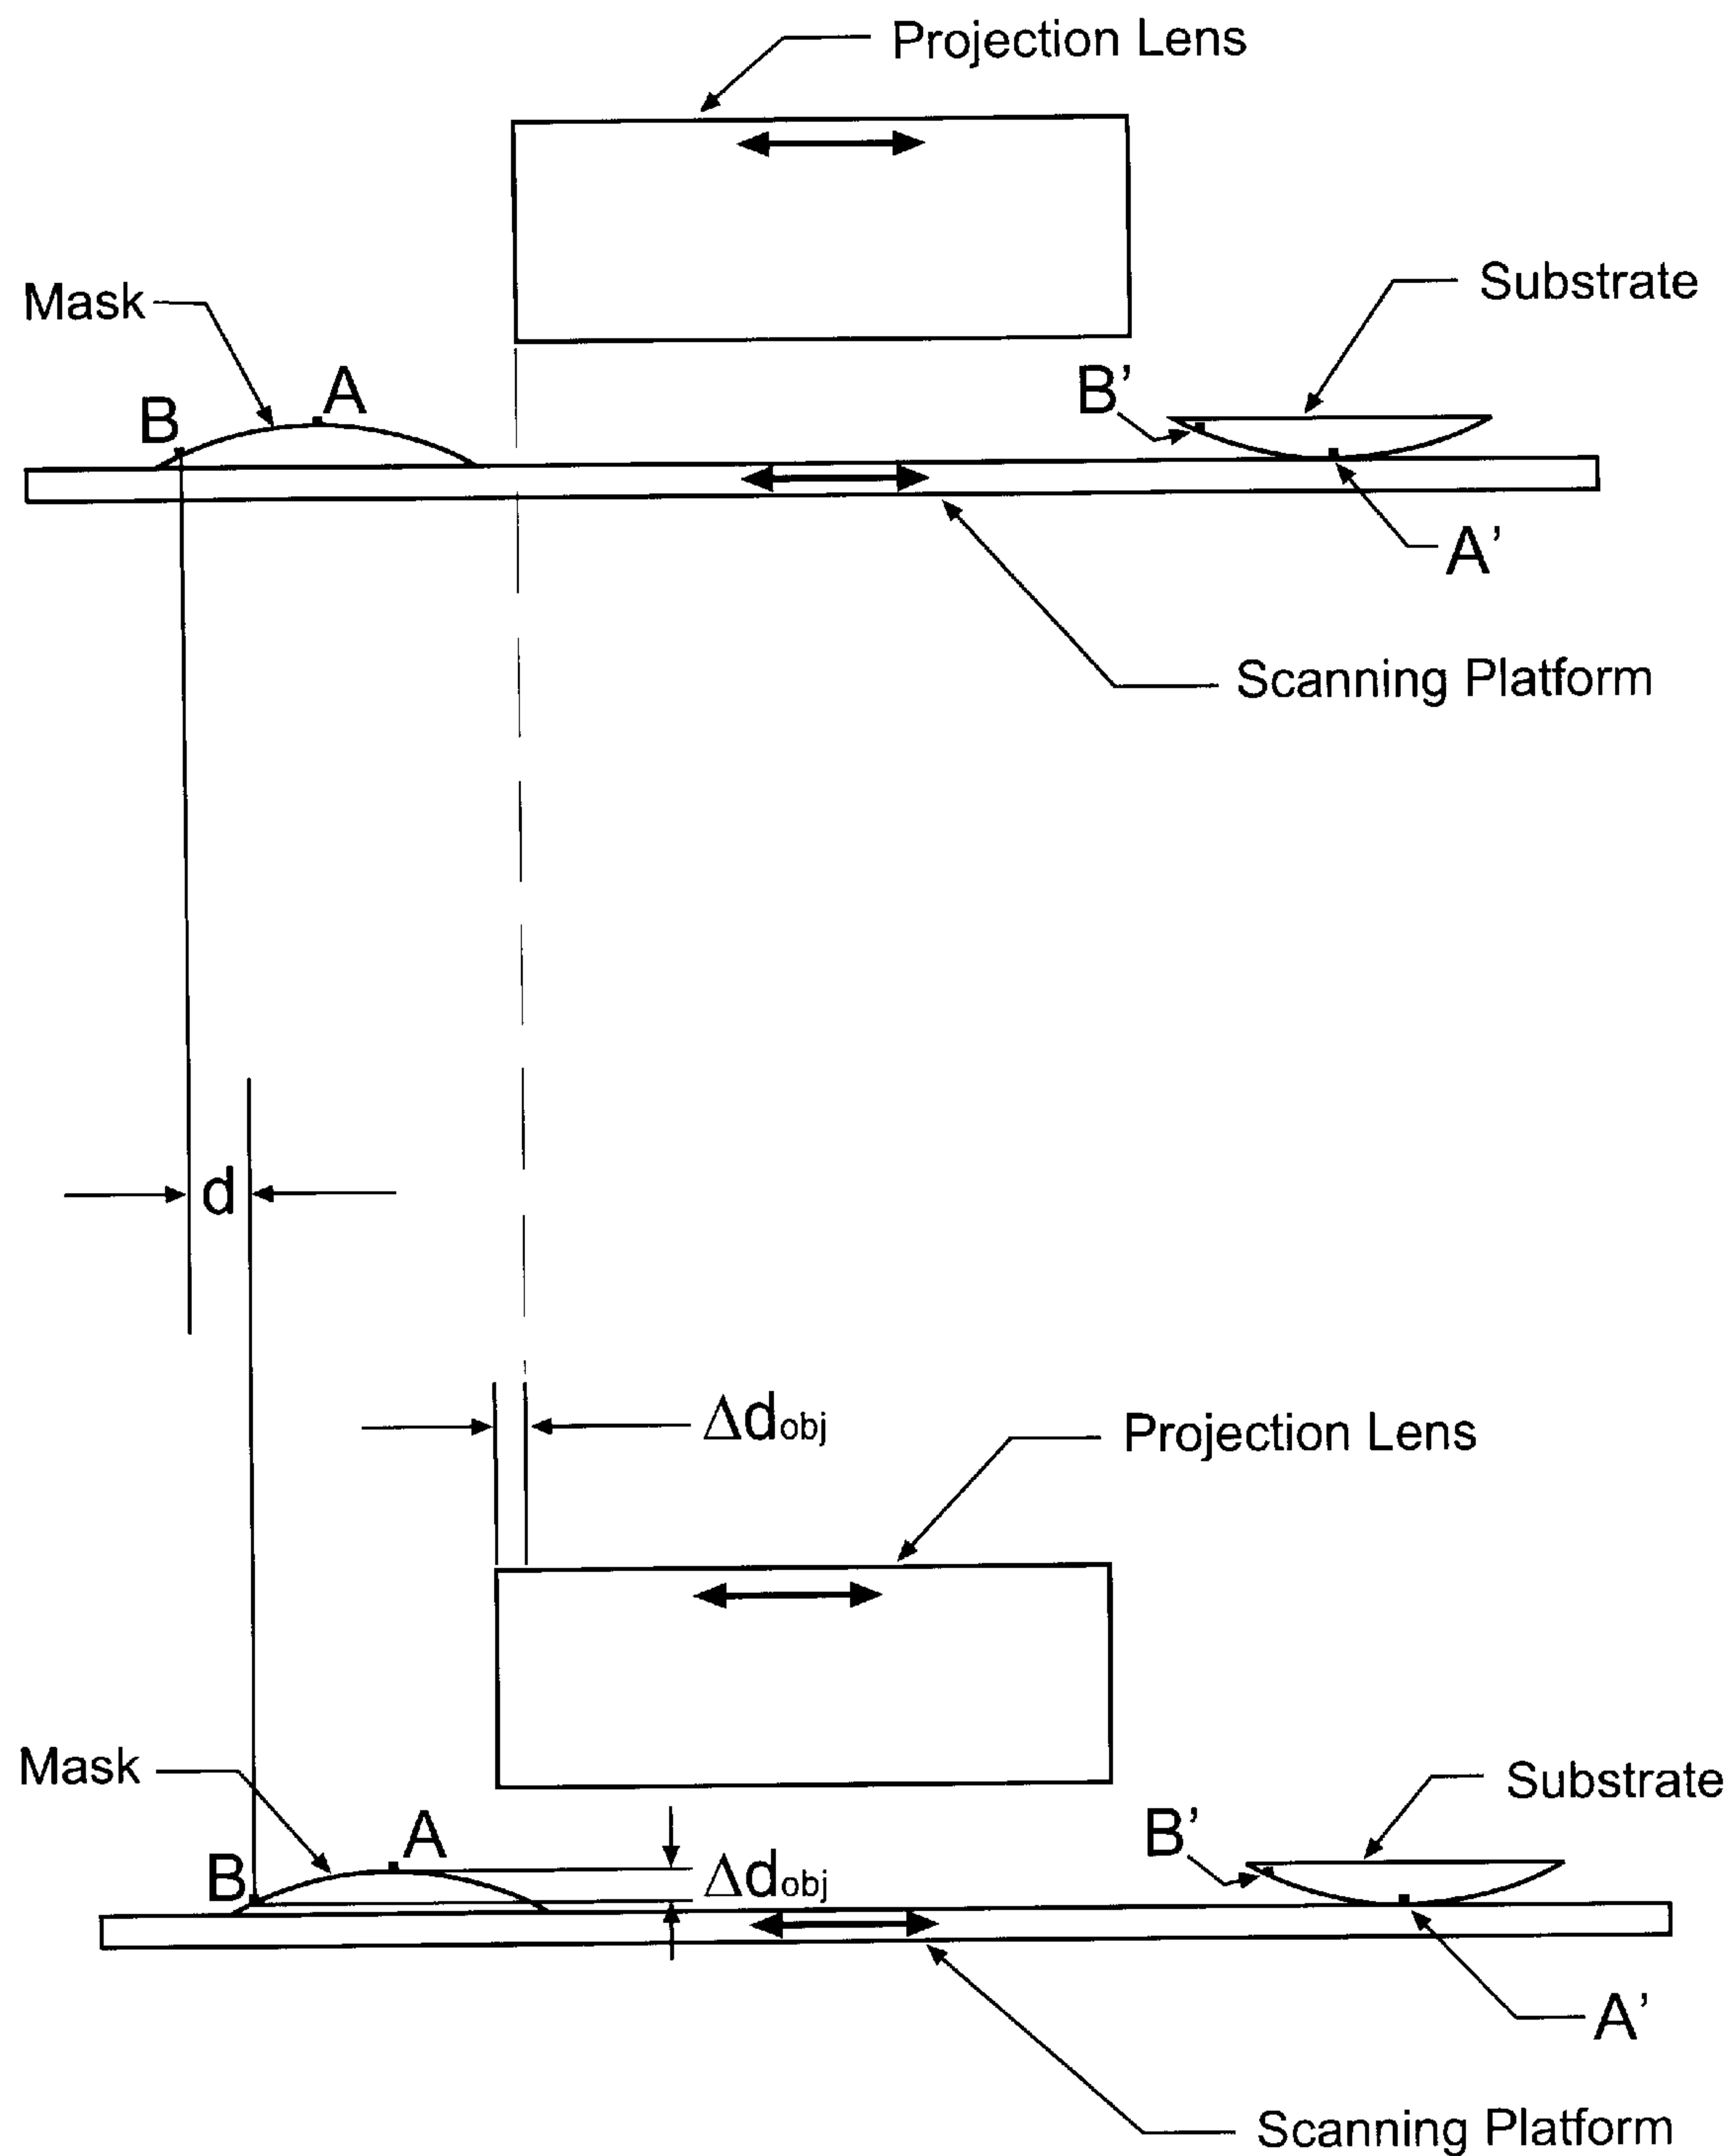 Projection Lens
Mask
Substrate
B
A
B’
A’
Scanning Platform
d
Δdobj
Projection Lens
Mask
Substrate
A
B’
B
Δdobj
A’
Scanning Platform